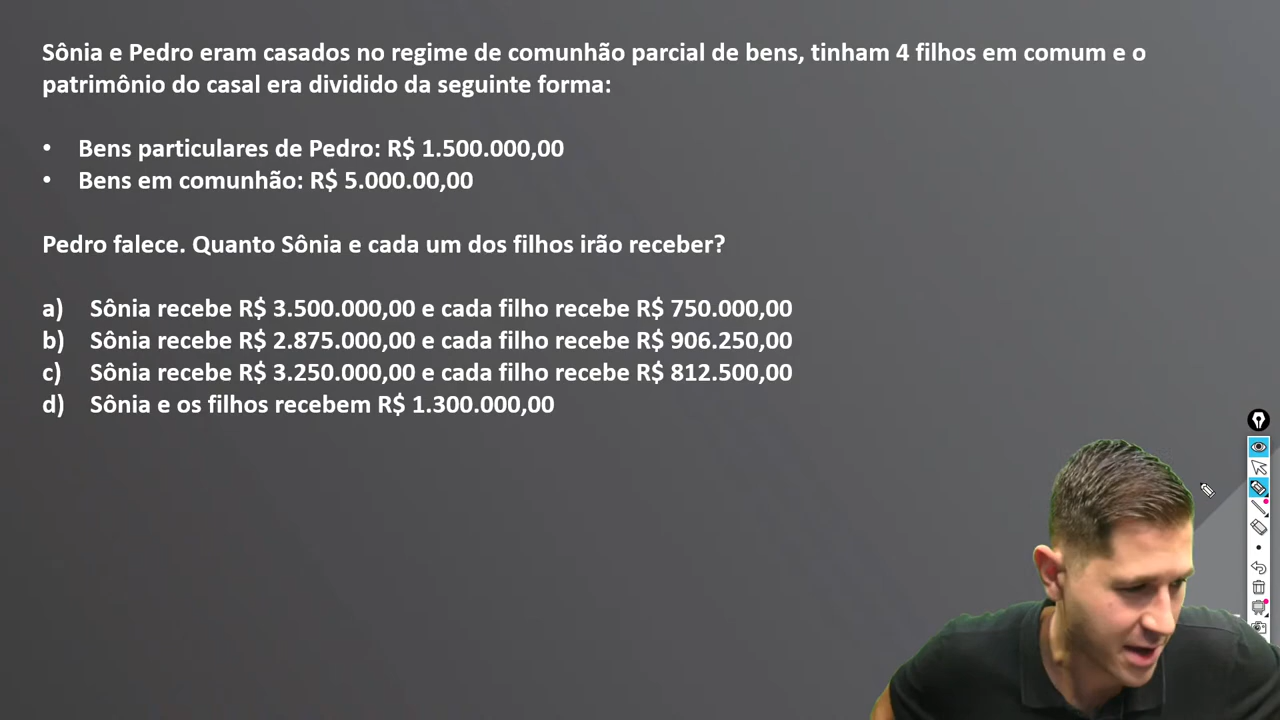 Sônia e Pedro eram casados no regime de comunhão parcial de bens, tinham 4 filhos em comum e o
patrimônio do casal era dividido da seguinte forma:
• Bens particulares de Pedro: R$ 1.500.000,00
• Bens em comunhão: R$ 5.000.00,00
Pedro falece. Quanto Sônia e cada um dos filhos irão receber?
a) Sônia recebe R$ 3.500.000,00 e cada filho recebe R$ 750.000,00
b) Sônia recebe R$ 2.875.000,00 e cada filho recebe R$ 906.250,00
c) Sônia recebe R$ 3.250.000,00 e cada filho recebe R$ 812.500,00
d) Sônia e os filhos recebem R$ 1.300.000,00